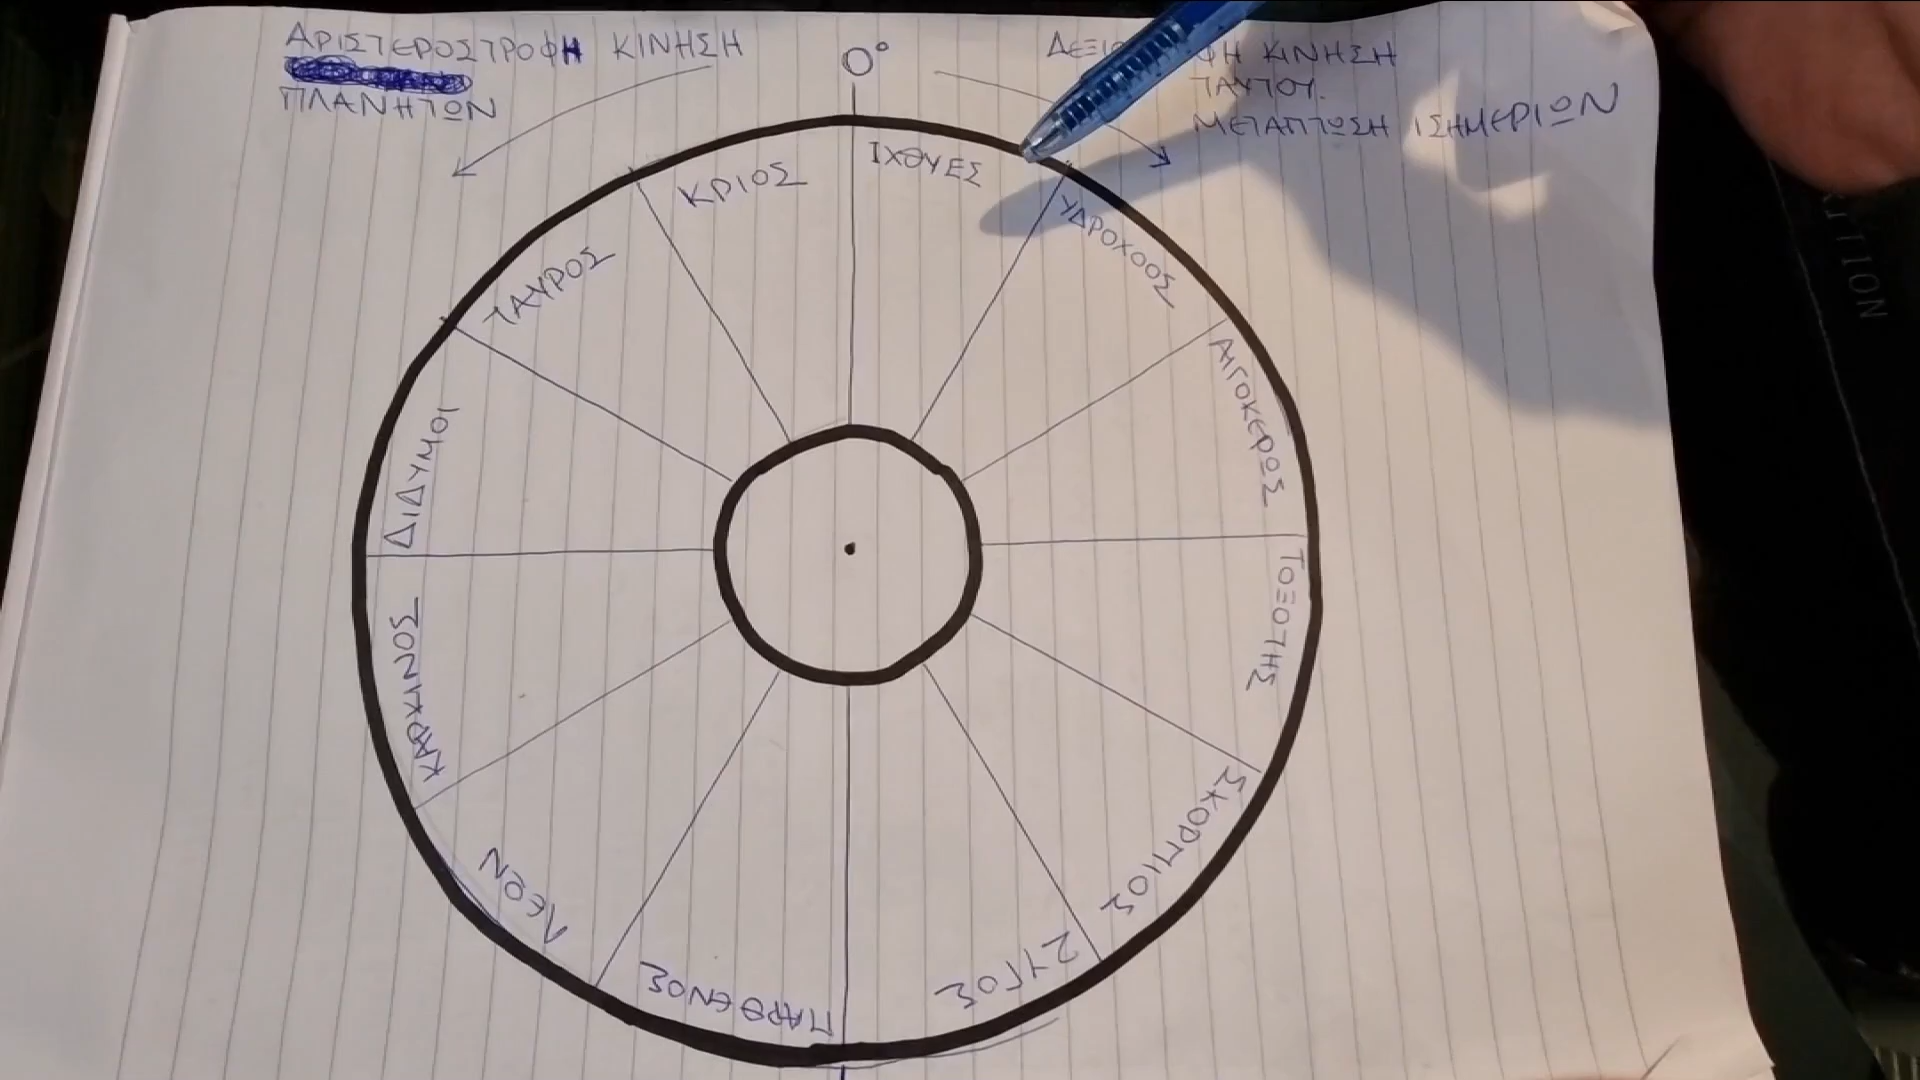 ΑΡΙΣΤΕΡΟΣΤΡΟΦΗ ΚΙΝΗΣΗ
ΠΛΑΝΗΤΩΝ
0°
ΦΗ ΚΙΝΗΣΗ
ΤΑΥΤΟΥ.
ΜΕΤΑΠΤΩΣΗ ΙΣΗΜΕΡΙΩΝ
ΚΡΙΟΣ
ΙΧΘΥΕΣ
ΥΔΡΟΧΟΟΣ
ΑΙΓΟΚΕΡΩΣ
ΤΟΞΟΤΗΣ
ΣΚΟΡΠΙΟΣ
ΖΥΓΟΣ
ΠΑΡΘΕΝΟΣ
ΛΕΩΝ
ΚΑΡΚΙΝΟΣ
ΔΙΔΥΜΟΙ
ΤΑΥΡΟΣ